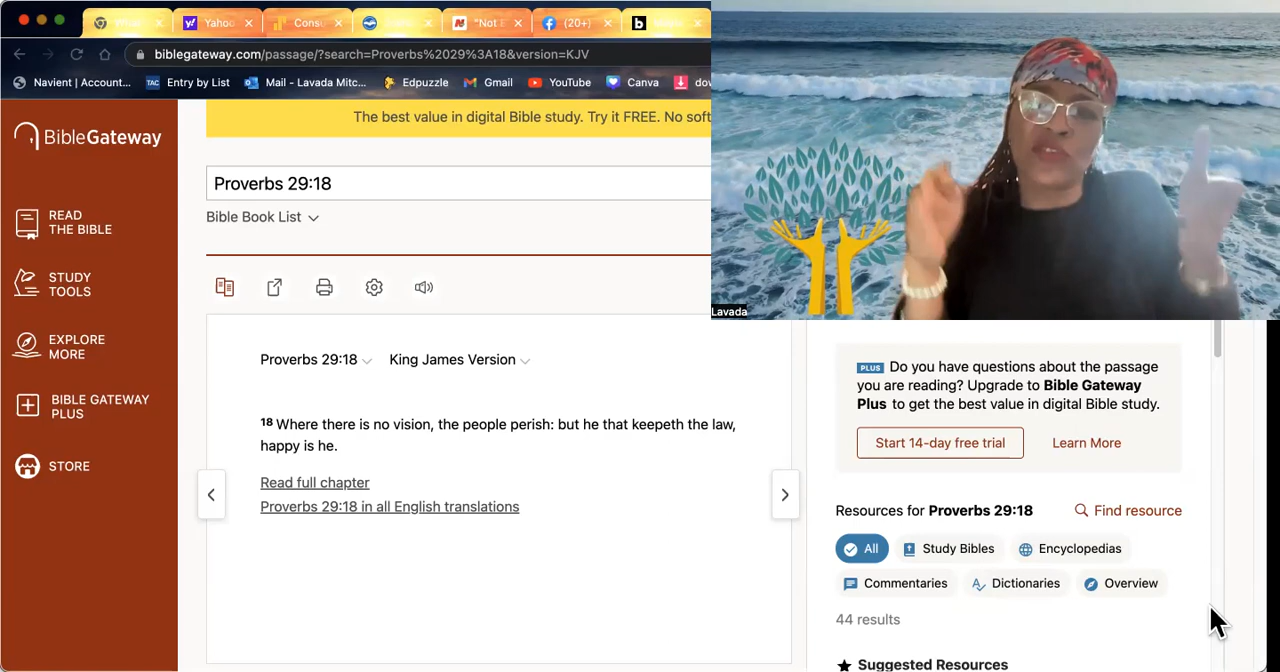 Yahoo
Consu
"Not E
(20+)
b
biblegateway.com/passage/?search=Proverbs%2029%3A18&version=KJV
Navient | Account...
TAC Entry by List
Mail - Lavada Mitc...
Edpuzzle
Gmail
YouTube
Canva
dow
BibleGateway
The best value in digital Bible study. Try it FREE. No soft
Proverbs 29:18
Bible Book List
READ
THE BIBLE
STUDY
TOOLS
EXPLORE
MORE
BIBLE GATEWAY
PLUS
STORE
Lavada
Proverbs 29:18
King James Version
18 Where there is no vision, the people perish: but he that keepeth the law,
happy is he.
Read full chapter
Proverbs 29:18 in all English translations
PLUS Do you have questions about the passage
you are reading? Upgrade to Bible Gateway
Plus to get the best value in digital Bible study.
Start 14-day free trial
Learn More
Resources for Proverbs 29:18
Find resource
All
Study Bibles
Encyclopedias
Commentaries
Dictionaries
Overview
44 results
Suggested Resources